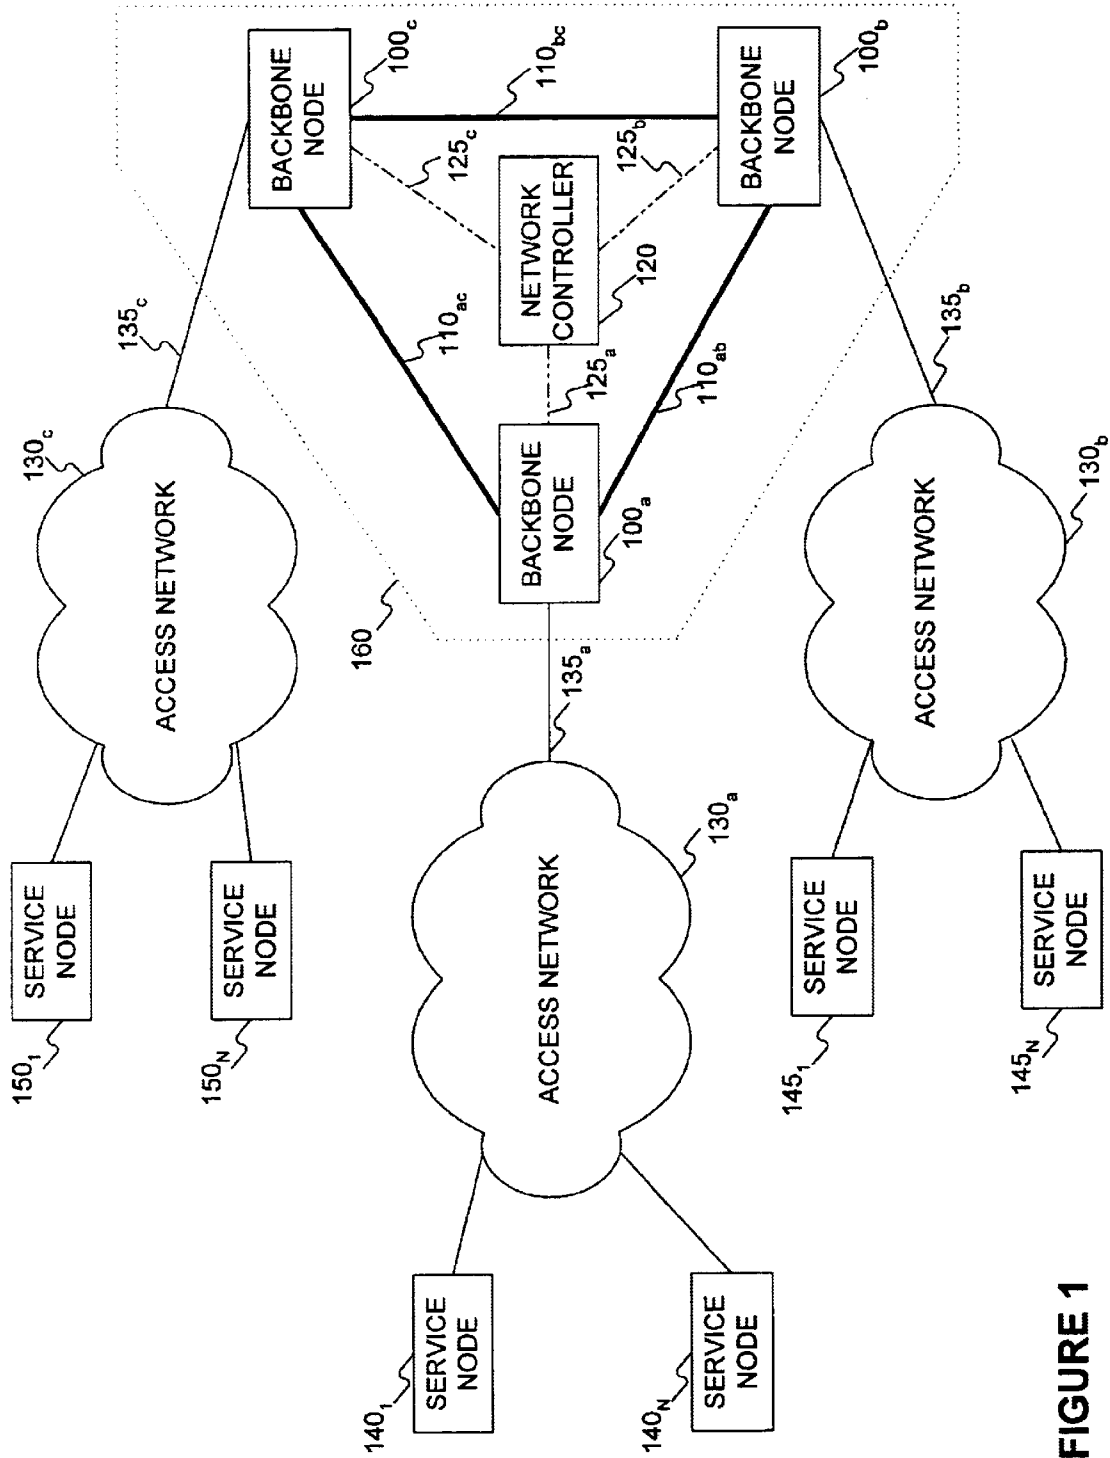 150₁
SERVICE
NODE
130c
135c
ACCESS NETWORK
150N
SERVICE
NODE
BACKBONE
NODE
100c
160
140₁
SERVICE
NODE
110ac
125c
110bc
ACCESS NETWORK
135a
BACKBONE
NODE
100a
125a
NETWORK
CONTROLLER
120
125b
140N
SERVICE
NODE
130a
110ab
BACKBONE
NODE
100b
145₁
SERVICE
NODE
ACCESS NETWORK
135b
145N
SERVICE
NODE
130b
FIGURE 1